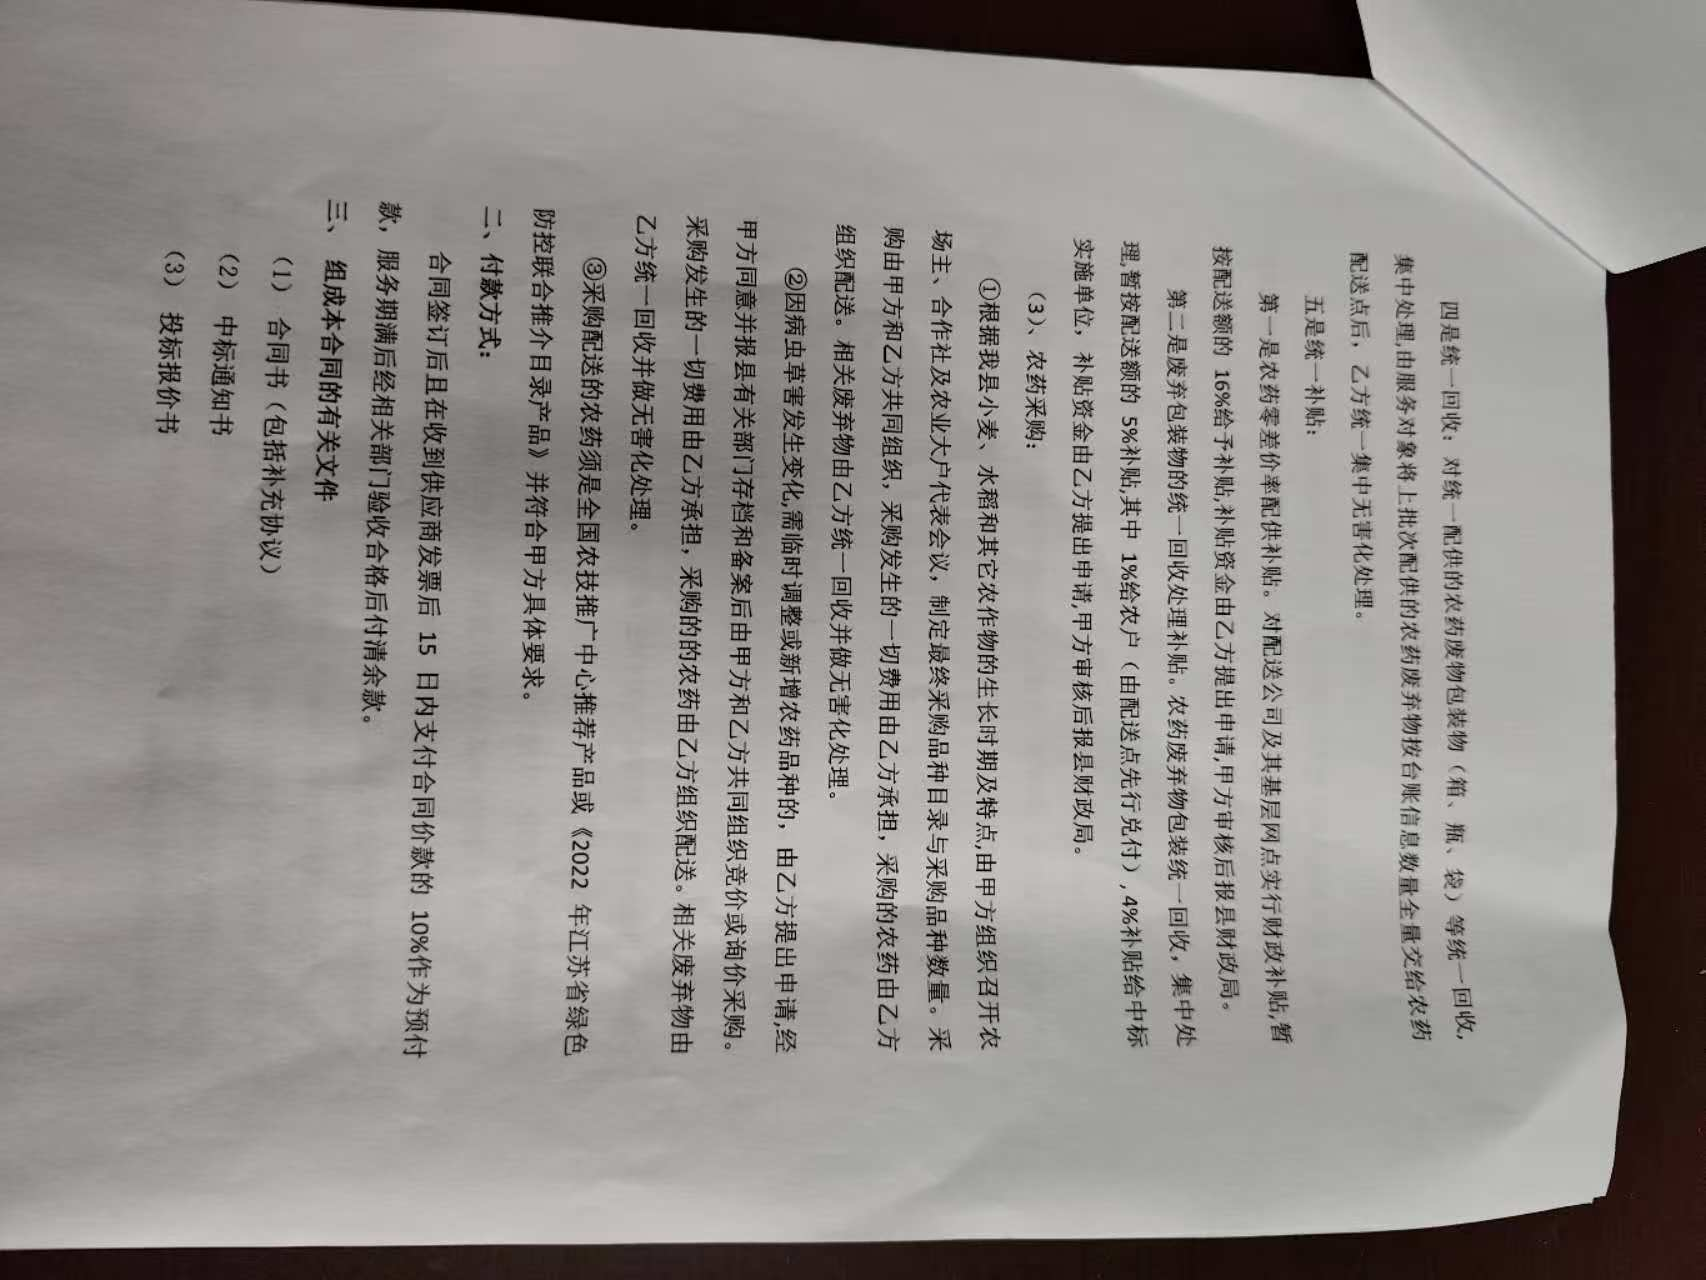 四是统一回收：对统一配供的农药废物包装物（箱、瓶、袋）等统一回收，
集中处理,由服务对象将上批次配供的农药废弃物按台账信息数量全量交给农药
配送点后，乙方统一集中无害化处理。
五是统一补贴：
第一是农药零差价率配供补贴。对配送公司及其基层网点实行财政补贴,暂
按配送额的 16%给予补贴,补贴资金由乙方提出申请,甲方审核后报县财政局。
第二是废弃包装物的统一回收处理补贴。农药废弃物包装统一回收，集中处
理,暂按配送额的 5%补贴,其中 1%给农户（由配送点先行兑付）,4%补贴给中标
实施单位，补贴资金由乙方提出申请,甲方审核后报县财政局。
（3）、农药采购：
①根据我县小麦、水稻和其它农作物的生长时期及特点,由甲方组织召开农
场主、合作社及农业大户代表会议，制定最终采购品种目录与采购品种数量。采
购由甲方和乙方共同组织，采购发生的一切费用由乙方承担，采购的农药由乙方
组织配送。相关废弃物由乙方统一回收并做无害化处理。
②因病虫草害发生变化,需临时调整或新增农药品种的，由乙方提出申请,经
甲方同意并报县有关部门存档和备案后由甲方和乙方共同组织竞价或询价采购。
采购发生的一切费用由乙方承担，采购的的农药由乙方组织配送。相关废弃物由
乙方统一回收并做无害化处理。
③采购配送的农药须是全国农技推广中心推荐产品或《2022 年江苏省绿色
防控联合推介目录产品》并符合甲方具体要求。
二、付款方式：
合同签订后且在收到供应商发票后 15 日内支付合同价款的 10%作为预付
款，服务期满后经相关部门验收合格后付清余款。
三、 组成本合同的有关文件
（1） 合同书（包括补充协议）
（2） 中标通知书
（3） 投标报价书